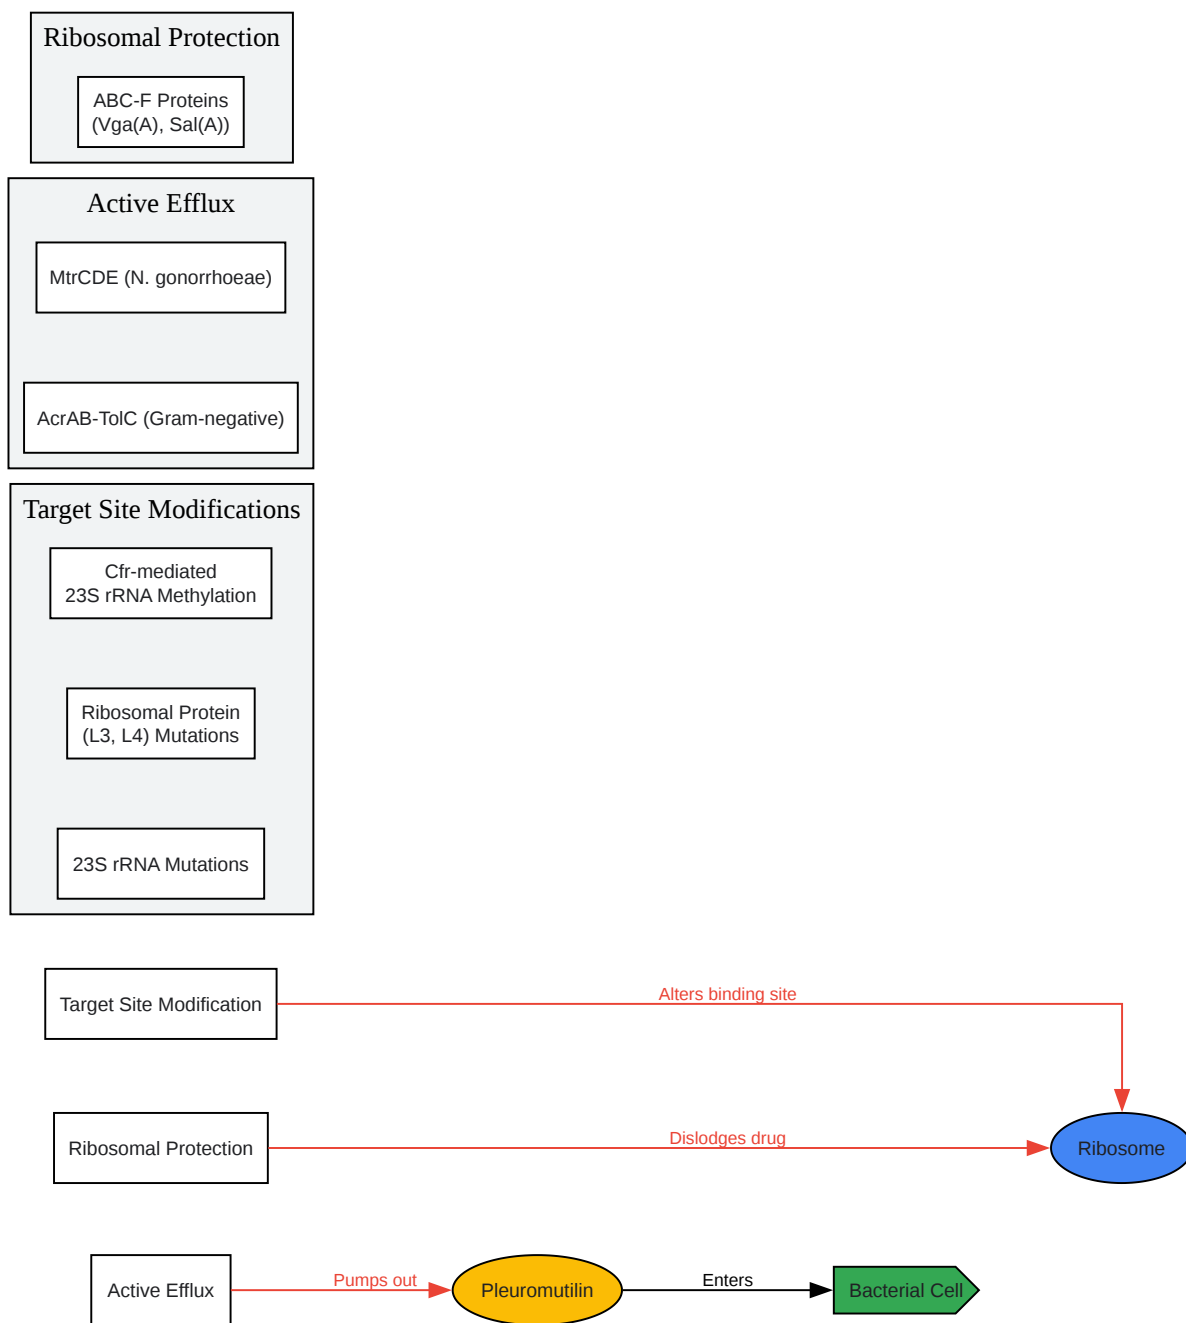 Ribosomal Protection
ABC-F Proteins
(Vga(A), Sal(A))
Active Efflux
MtrCDE (N. gonorrhoeae)
AcrAB-TolC (Gram-negative)
Target Site Modifications
Cfr-mediated
23S rRNA Methylation
Ribosomal Protein
(L3, L4) Mutations
23S rRNA Mutations
Target Site Modification
Alters binding site
Ribosomal Protection
Dislodges drug
Ribosome
Active Efflux
Pumps out
Pleuromutilin
Enters
Bacterial Cell